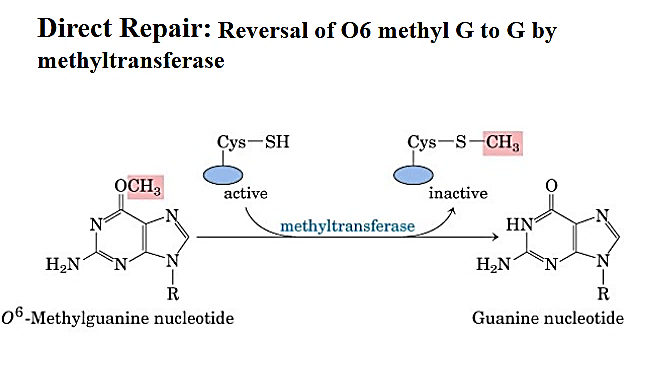 Direct Repair: Reversal of O6 methyl G to G by
methyltransferase
Cys—SH
Cys—S—CH₃
active
inactive
OCH₃
O
methyltransferase
N
N
HN
N
H₂N
N
N
H₂N
N
N
R
R
O⁶-Methylguanine nucleotide
Guanine nucleotide